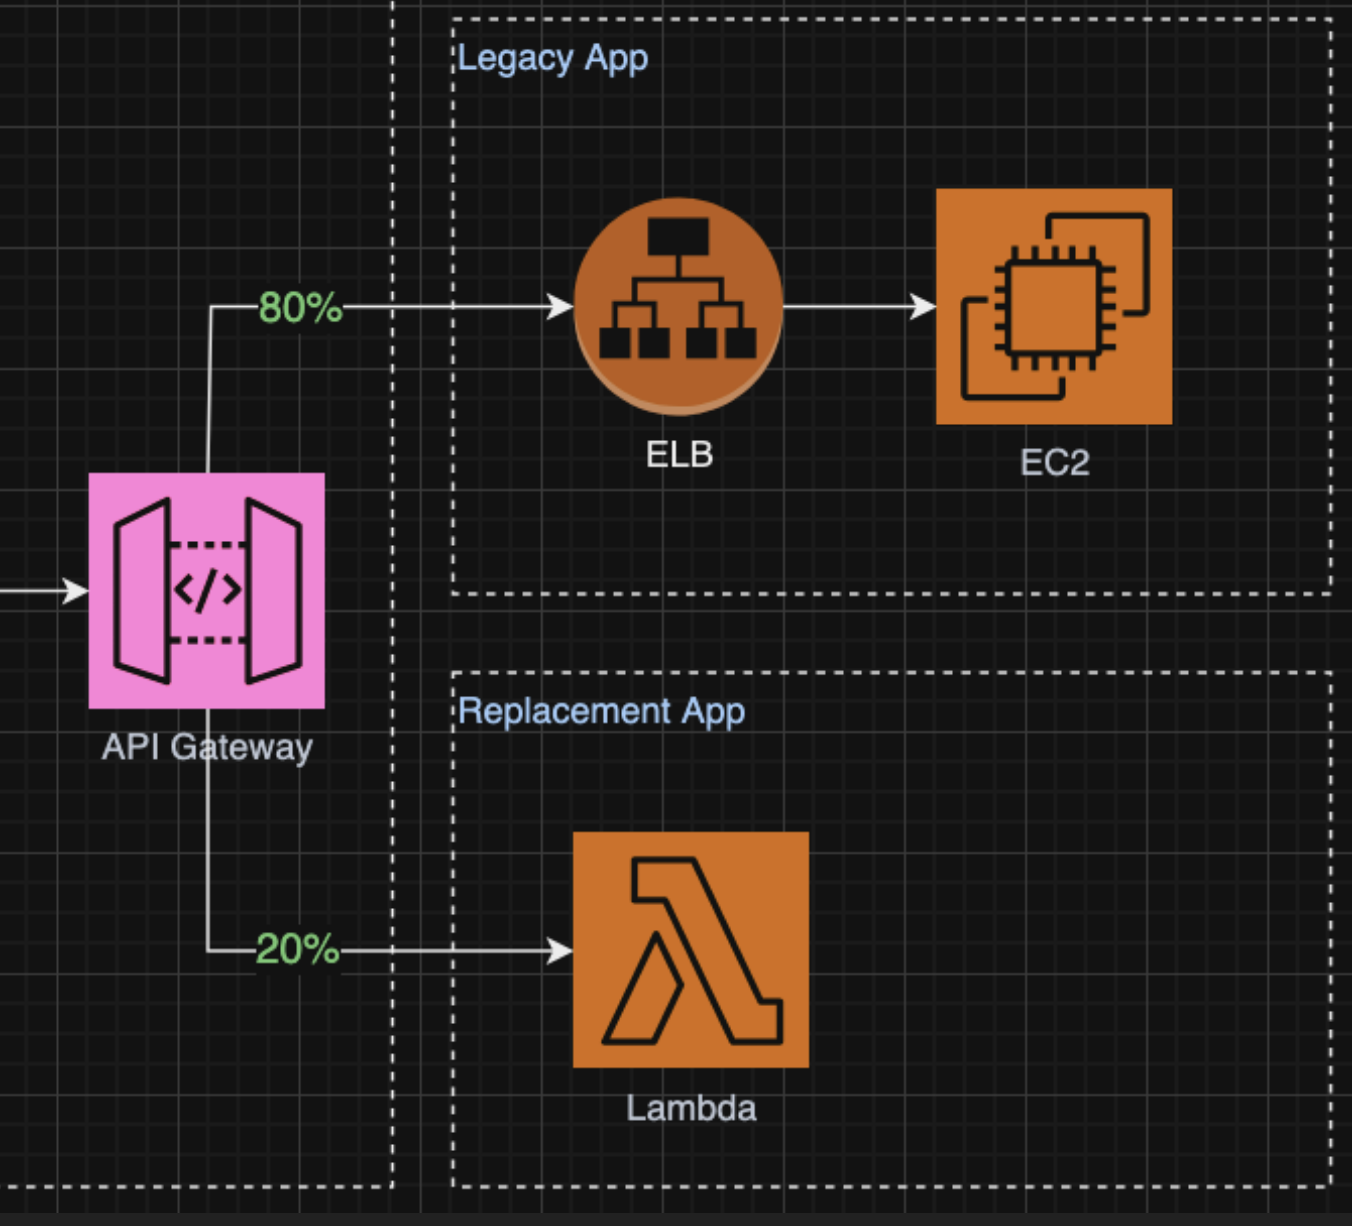 Legacy App
80%
ELB
EC2
</>
API Gateway
Replacement App
20%
Lambda